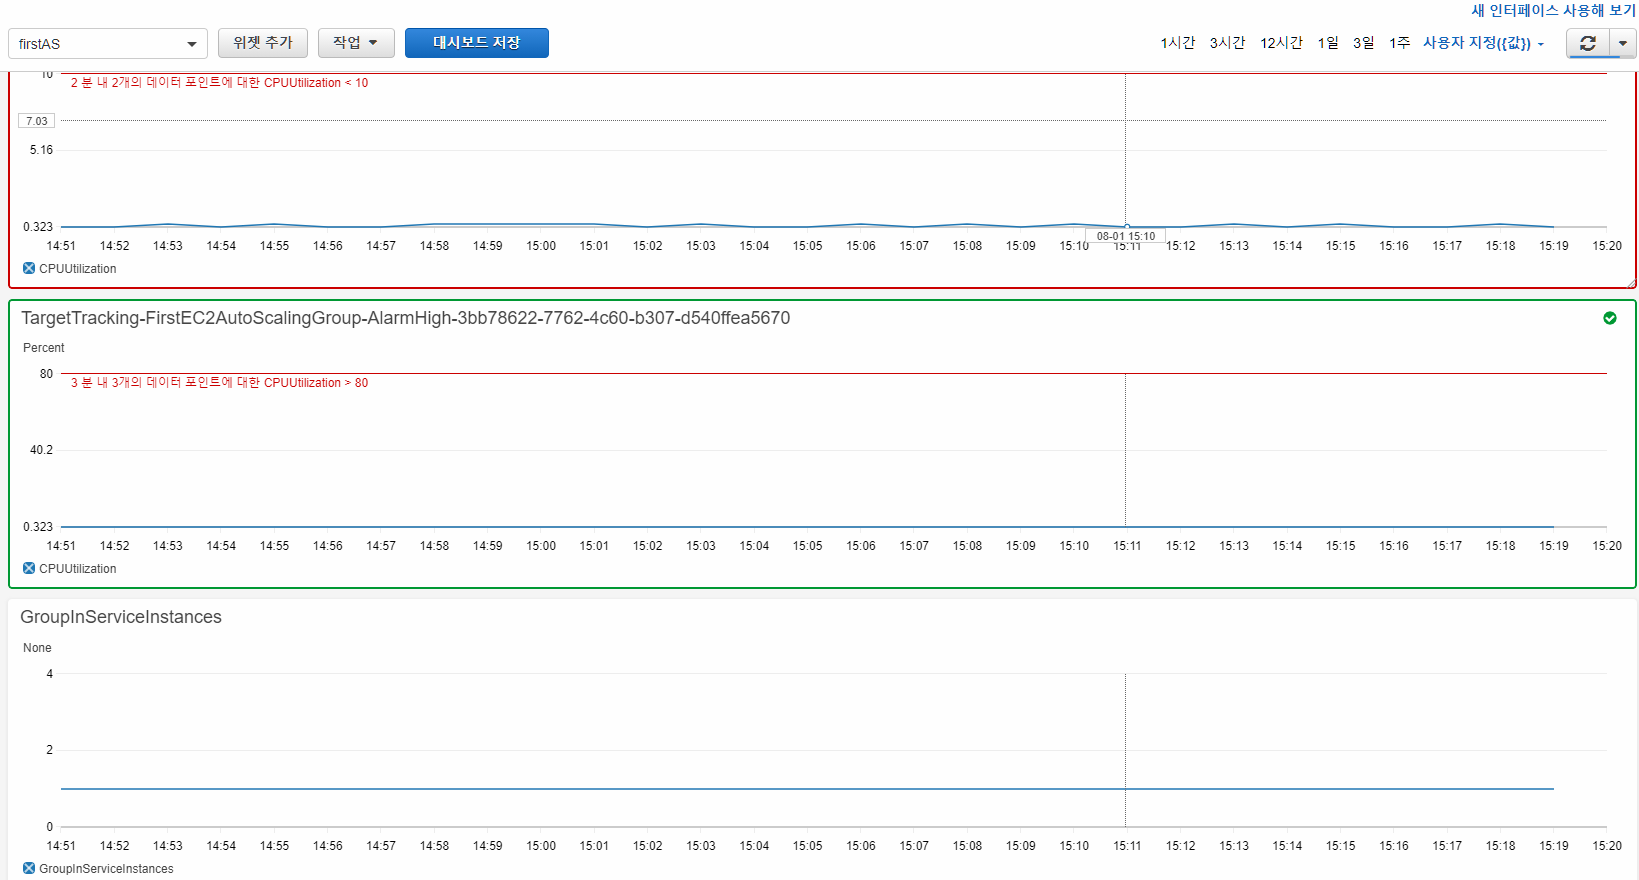 새 인터페이스 사용해 보기
firstAS 위젯 추가 작업 대시보드 저장 1시간 3시간 12시간 1일 3일 1주 사용자 지정({값})
10
2 분 내 2개의 데이터 포인트에 대한 CPUUtilization < 10
7.03
5.16
0.323
08-01 15:10
14:51 14:52 14:53 14:54 14:55 14:56 14:57 14:58 14:59 15:00 15:01 15:02 15:03 15:04 15:05 15:06 15:07 15:08 15:09 15:10 15:11 15:12 15:13 15:14 15:15 15:16 15:17 15:18 15:19 15:20
CPUUtilization
TargetTracking-FirstEC2AutoScalingGroup-AlarmHigh-3bb78622-7762-4c60-b307-d540ffea5670
Percent
80
3 분 내 3개의 데이터 포인트에 대한 CPUUtilization > 80
40.2
0.323
14:51 14:52 14:53 14:54 14:55 14:56 14:57 14:58 14:59 15:00 15:01 15:02 15:03 15:04 15:05 15:06 15:07 15:08 15:09 15:10 15:11 15:12 15:13 15:14 15:15 15:16 15:17 15:18 15:19 15:20
CPUUtilization
GroupInServiceInstances
None
4
2
0
14:51 14:52 14:53 14:54 14:55 14:56 14:57 14:58 14:59 15:00 15:01 15:02 15:03 15:04 15:05 15:06 15:07 15:08 15:09 15:10 15:11 15:12 15:13 15:14 15:15 15:16 15:17 15:18 15:19 15:20
GroupInServiceInstances